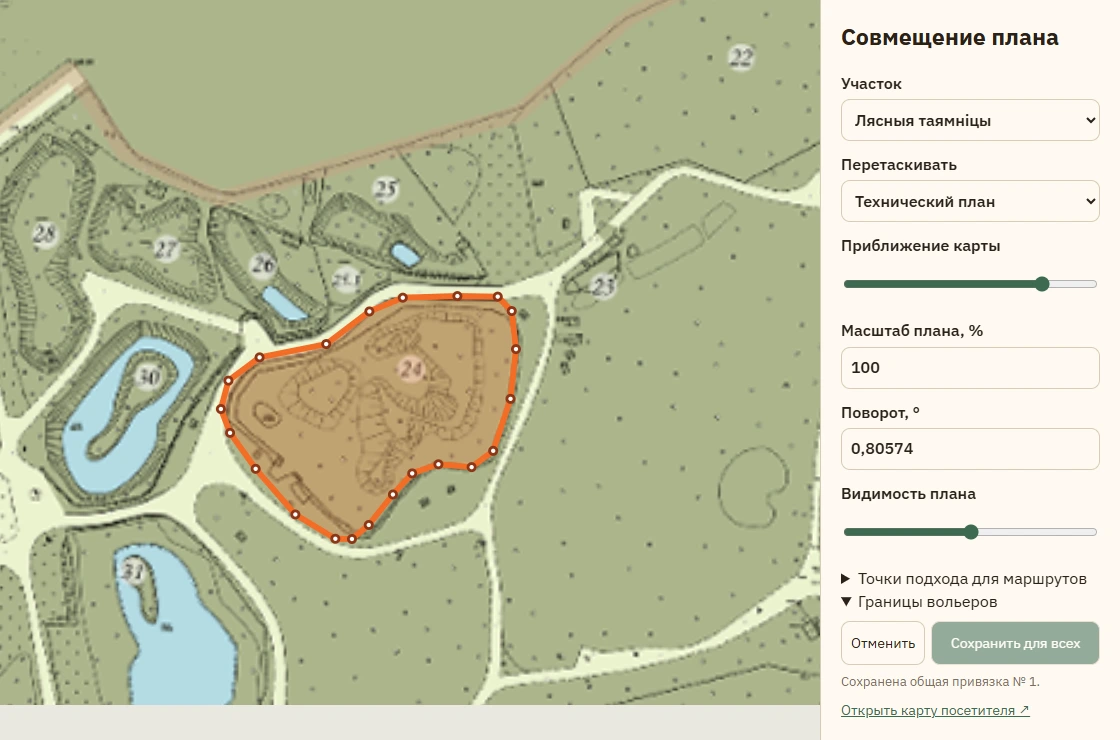 22
25
28
27
26
25.1
23
24
30
31
Совмещение плана
Участок
Лясныя таямніцы
Перетаскивать
Технический план
Приближение карты
Масштаб плана, %
100
Поворот, °
0,80574
Видимость плана
Точки подхода для маршрутов
Границы вольеров
Отменить
Сохранить для всех
Сохранена общая привязка № 1.
Открыть карту посетителя ↗